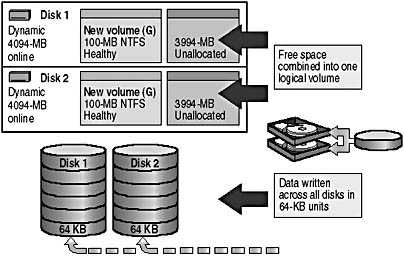 Disk 1
Dynamic
4094-MB
online
New volume (G)
100-MB NTFS
Healthy
3994-MB
Unallocated
Disk 2
Dynamic
4094-MB
online
New volume (G)
100-MB NTFS
Healthy
3994-MB
Unallocated
Free space
combined into one
logical volume
Disk 1
Disk 2
64 KB
64 KB
Data written
across all disks in
64-KB units